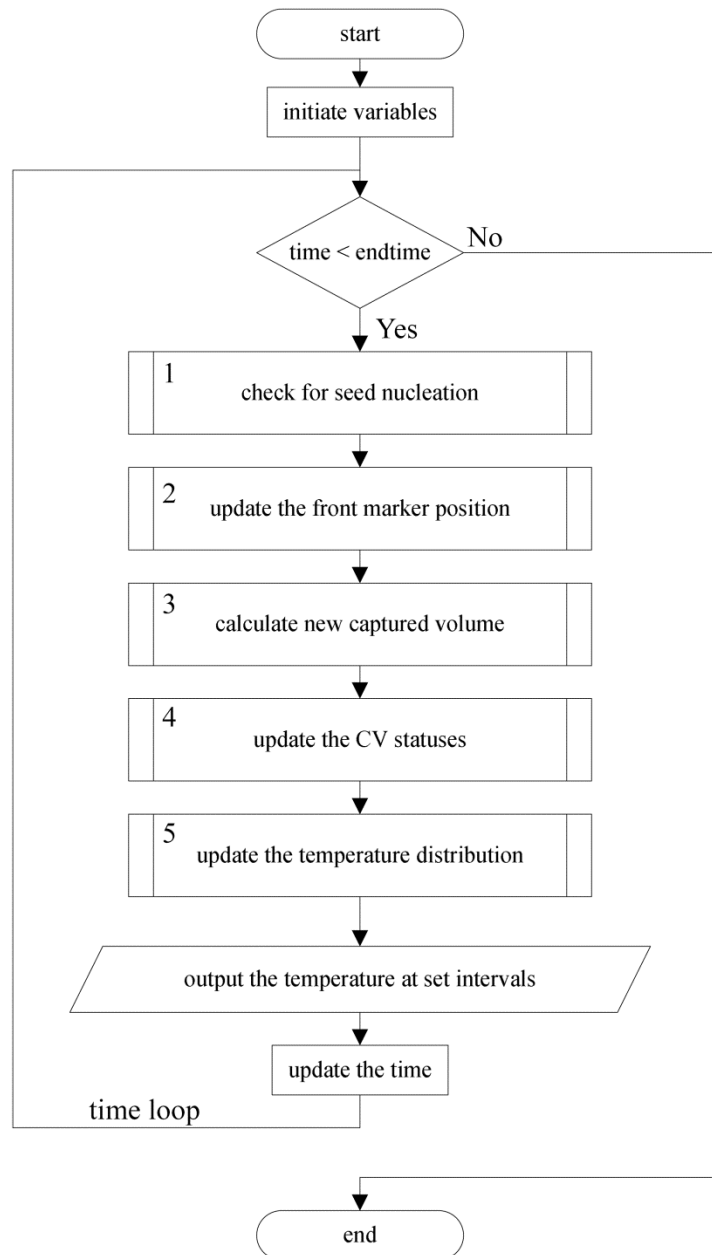 start
initiate variables
time < endtime
No
Yes
1
check for seed nucleation
2
update the front marker position
3
calculate new captured volume
4
update the CV statuses
5
update the temperature distribution
output the temperature at set intervals
update the time
time loop
end